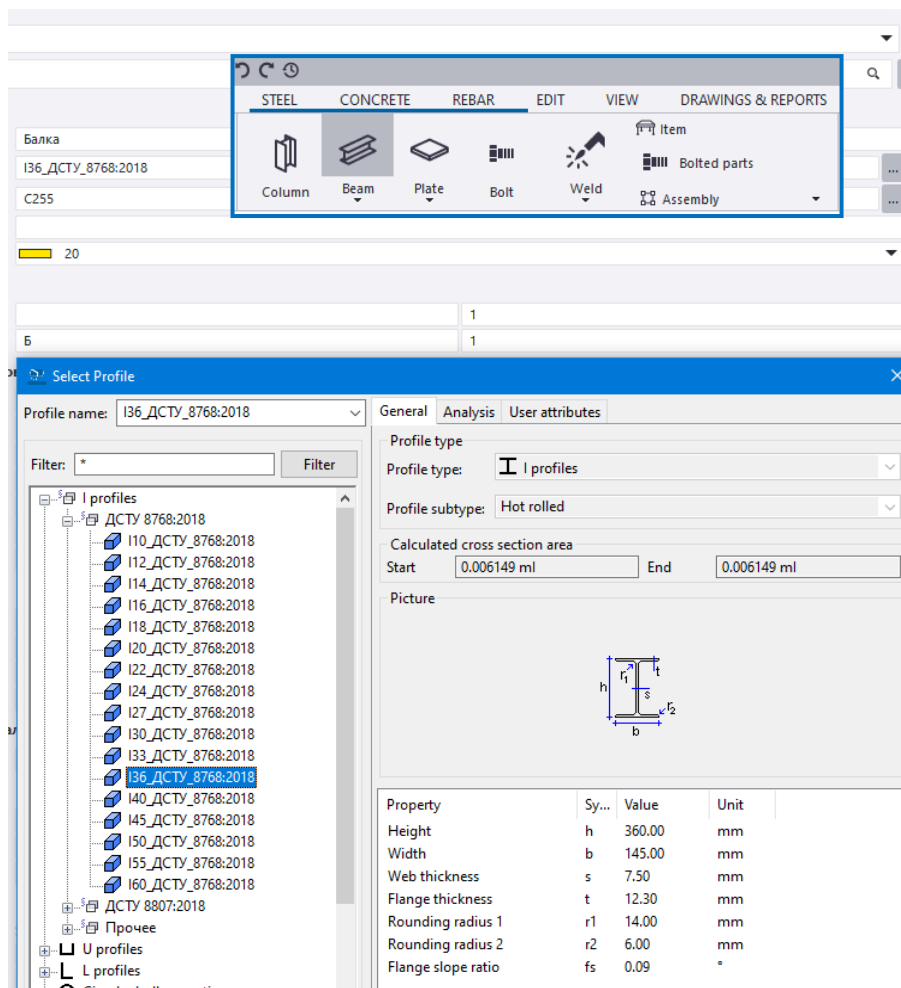 STEEL CONCRETE REBAR EDIT VIEW DRAWINGS & REPORTS
Item
Bolted parts
Column Beam Plate Bolt Weld Assembly
Балка
I36_ДСТУ_8768:2018 ...
C255 ...
20
1
Б 1
Select Profile
Profile name: I36_ДСТУ_8768:2018
Filter: * Filter
I profiles
ДСТУ 8768:2018
I10_ДСТУ_8768:2018
I12_ДСТУ_8768:2018
I14_ДСТУ_8768:2018
I16_ДСТУ_8768:2018
I18_ДСТУ_8768:2018
I20_ДСТУ_8768:2018
I22_ДСТУ_8768:2018
I24_ДСТУ_8768:2018
I27_ДСТУ_8768:2018
I30_ДСТУ_8768:2018
I33_ДСТУ_8768:2018
I36_ДСТУ_8768:2018
I40_ДСТУ_8768:2018
I45_ДСТУ_8768:2018
I50_ДСТУ_8768:2018
I55_ДСТУ_8768:2018
I60_ДСТУ_8768:2018
ДСТУ 8807:2018
Прочее
U profiles
L profiles
General Analysis User attributes
Profile type
Profile type: I profiles
Profile subtype: Hot rolled
Calculated cross section area
Start 0.006149 ml End 0.006149 ml
Picture
h r1 t s r2 b
Property Sy... Value Unit
Height h 360.00 mm
Width b 145.00 mm
Web thickness s 7.50 mm
Flange thickness t 12.30 mm
Rounding radius 1 r1 14.00 mm
Rounding radius 2 r2 6.00 mm
Flange slope ratio fs 0.09 °